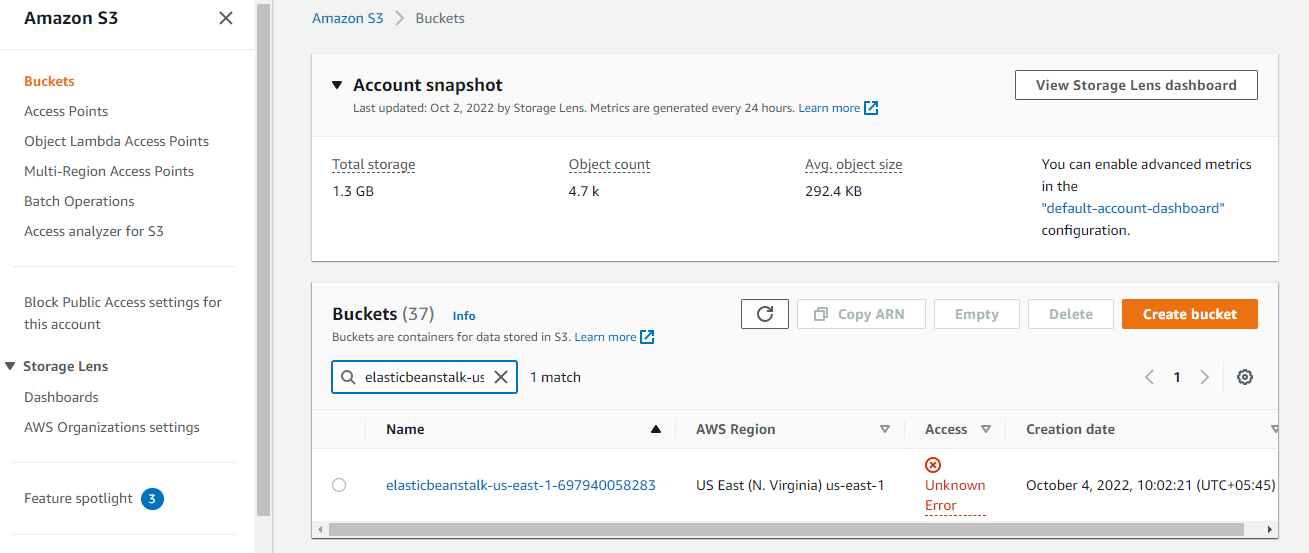 Amazon S3
Buckets
Access Points
Object Lambda Access Points
Multi-Region Access Points
Batch Operations
Access analyzer for S3
Block Public Access settings for
this account
Storage Lens
Dashboards
AWS Organizations settings
Feature spotlight 3
Amazon S3 > Buckets
Account snapshot
Last updated: Oct 2, 2022 by Storage Lens. Metrics are generated every 24 hours. Learn more
View Storage Lens dashboard
Total storage
1.3 GB
Object count
4.7 k
Avg. object size
292.4 KB
You can enable advanced metrics
in the
"default-account-dashboard"
configuration.
Buckets (37) Info
Buckets are containers for data stored in S3. Learn more
Copy ARN
Empty
Delete
Create bucket
elasticbeanstalk-us
1 match
1
Name AWS Region Access Creation date
elasticbeanstalk-us-east-1-697940058283
US East (N. Virginia) us-east-1
Unknown
Error
October 4, 2022, 10:02:21 (UTC+05:45)